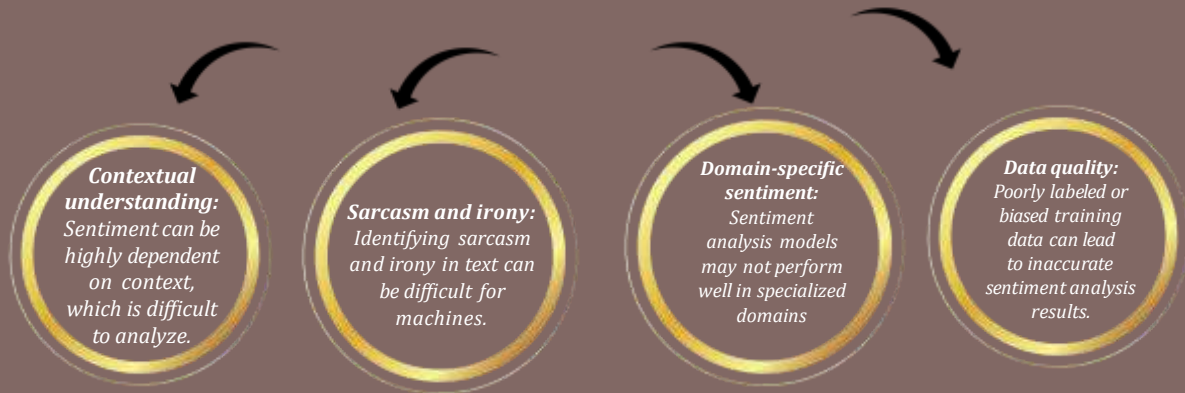 Contextual
understanding:
Sentiment can be
highly dependent
on context,
which is difficult
to analyze.
Sarcasm and irony:
Identifying sarcasm
and irony in text can
be difficult for
machines.
Domain-specific
sentiment:
Sentiment
analysis models
may not perform
well in specialized
domains
Data quality:
Poorly labeled or
biased training
data can lead
to inaccurate
sentiment analysis
results.